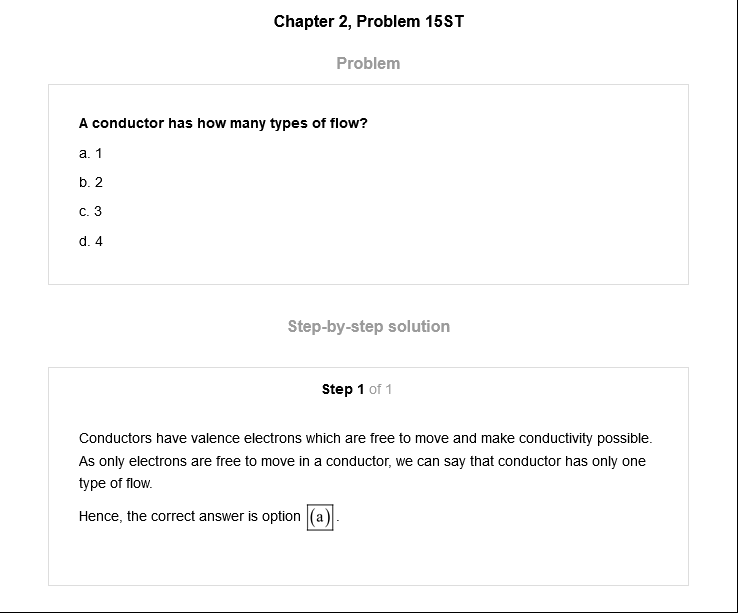 Chapter 2, Problem 15ST
Problem
A conductor has how many types of flow?
a. 1
b. 2
c. 3
d. 4
Step-by-step solution
Step 1 of 1
Conductors have valence electrons which are free to move and make conductivity possible.
As only electrons are free to move in a conductor, we can say that conductor has only one
type of flow.
Hence, the correct answer is option (a).